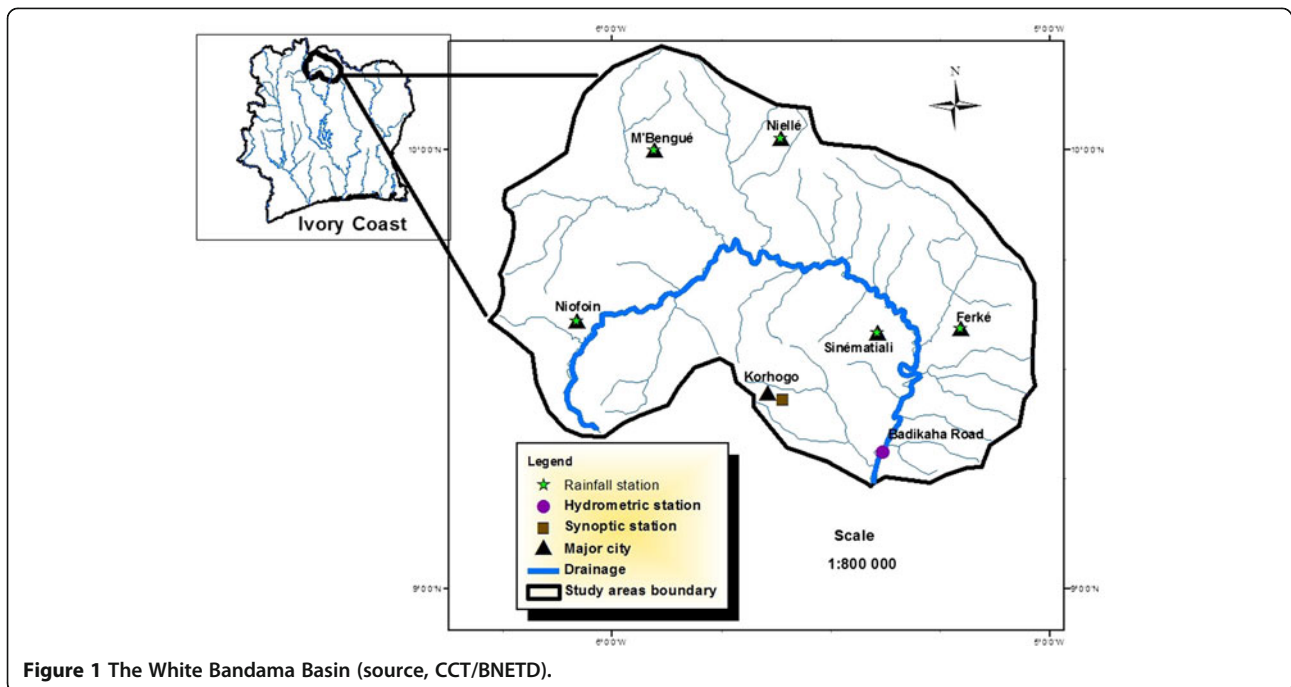 6°00'W
5°00'W
N
Niellé
M'Bengué
10°00'N
10°00'N
Ivory Coast
Niofoin
Ferké
Sinématiali
Korhogo
Badikaha Road
Legend
Rainfall station
Hydrometric station
Synoptic station
Major city
Drainage
Study areas boundary
Scale
1:800 000
9°00'N
9°00'N
6°00'W
5°00'W
Figure 1 The White Bandama Basin (source, CCT/BNETD).